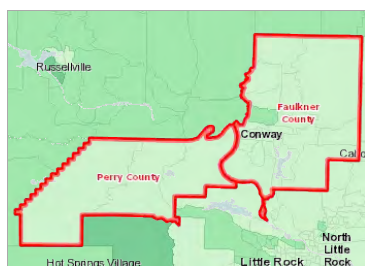 Russellville
Faulkner
County
Conway
Perry County
North
Little
Rock
Little Rock
Hot Springs Village